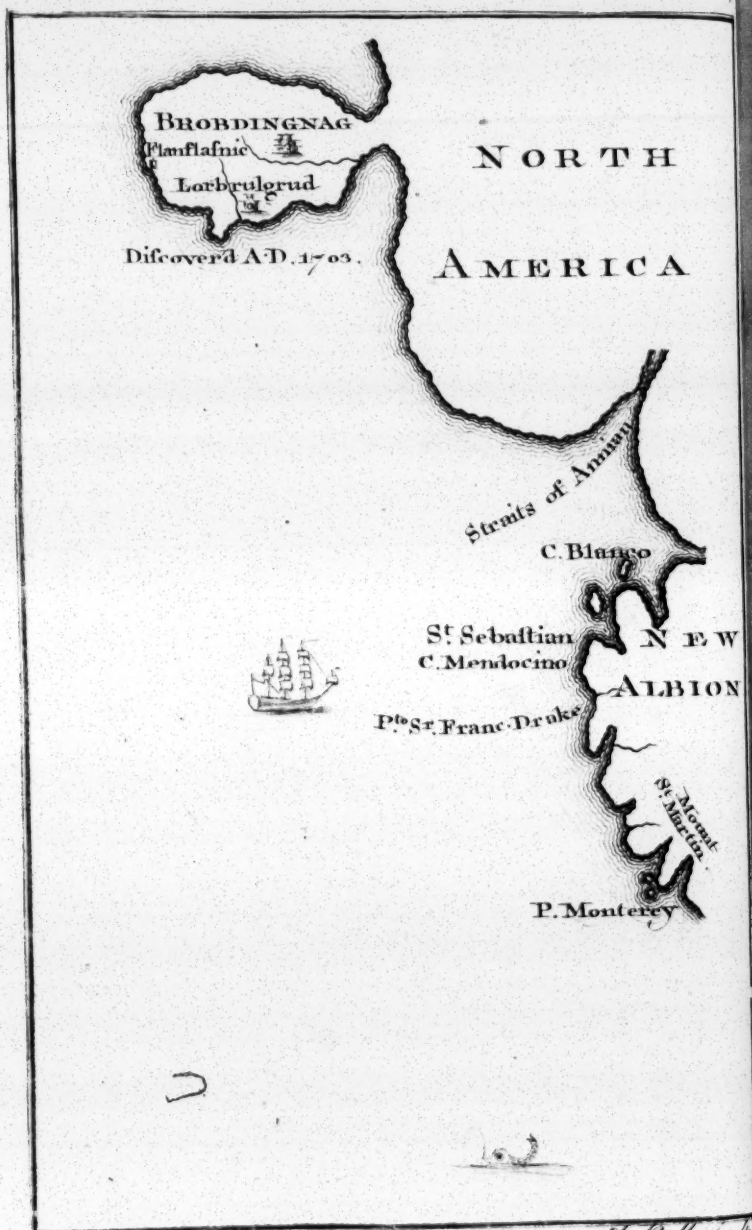 BROBDINGNAG
Flanflasnic
Lorbrulgrud
Discoverd A·D. 1703.
NORTH
AMERICA
Straits of Annian
C. Blanco
St. Sebastian
C. Mendocino
NEW
ALBION
Pto. Sr. Franc· Drake
Mount
St. Martin
P. Monterey